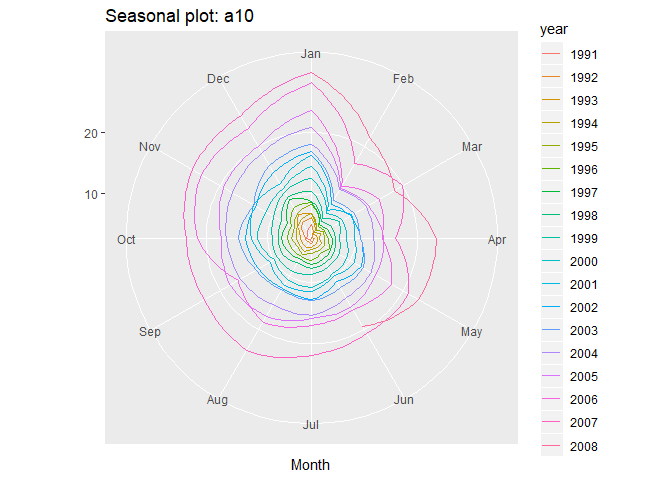 Seasonal plot: a10
Jan
Feb
Mar
Apr
May
Jun
Jul
Aug
Sep
Oct
Nov
Dec
20
10
Month
year
1991
1992
1993
1994
1995
1996
1997
1998
1999
2000
2001
2002
2003
2004
2005
2006
2007
2008